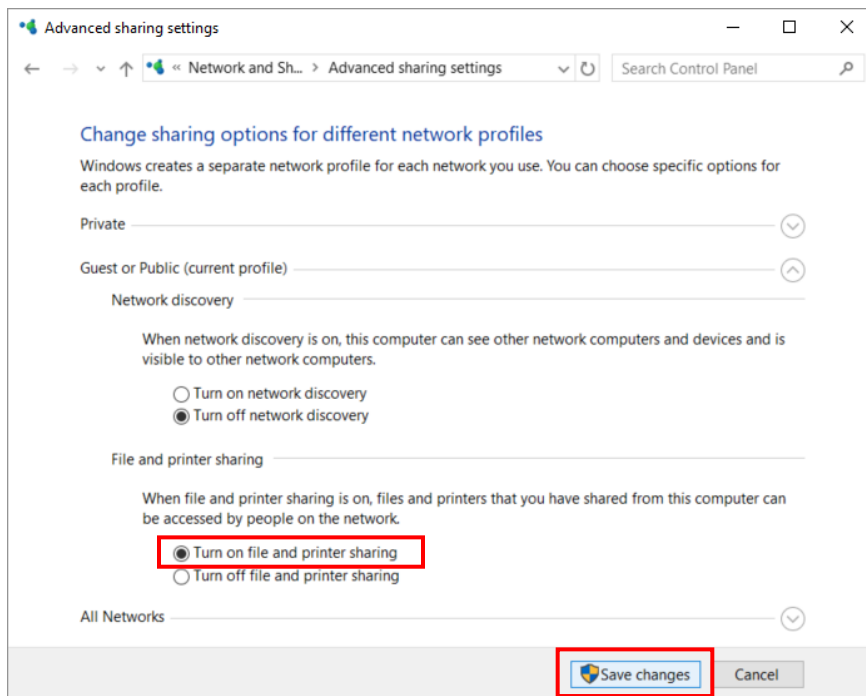 Advanced sharing settings
« Network and Sh... > Advanced sharing settings
Search Control Panel
Change sharing options for different network profiles
Windows creates a separate network profile for each network you use. You can choose specific options for
each profile.
Private
Guest or Public (current profile)
Network discovery
When network discovery is on, this computer can see other network computers and devices and is
visible to other network computers.
Turn on network discovery
Turn off network discovery
File and printer sharing
When file and printer sharing is on, files and printers that you have shared from this computer can
be accessed by people on the network.
Turn on file and printer sharing
Turn off file and printer sharing
All Networks
Save changes
Cancel